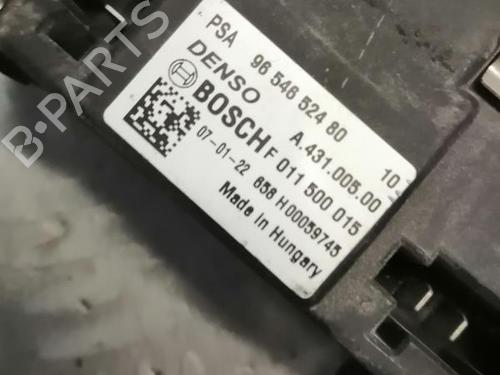 PSA 96 546 524 80
DENSO A.431.005.00 10
BOSCH F 011 500 015
07-01-22 658 H00059745
Made in Hungary
B-PARTS